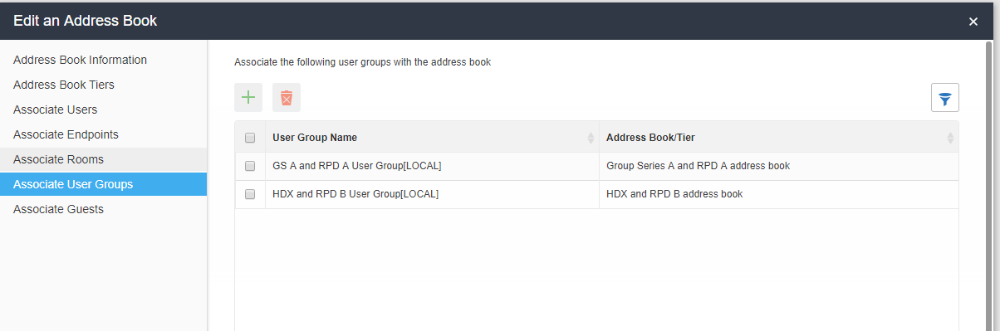 Edit an Address Book
Address Book Information
Address Book Tiers
Associate Users
Associate Endpoints
Associate Rooms
Associate User Groups
Associate Guests
Associate the following user groups with the address book
User Group Name Address Book/Tier
GS A and RPD A User Group[LOCAL] Group Series A and RPD A address book
HDX and RPD B User Group[LOCAL] HDX and RPD B address book